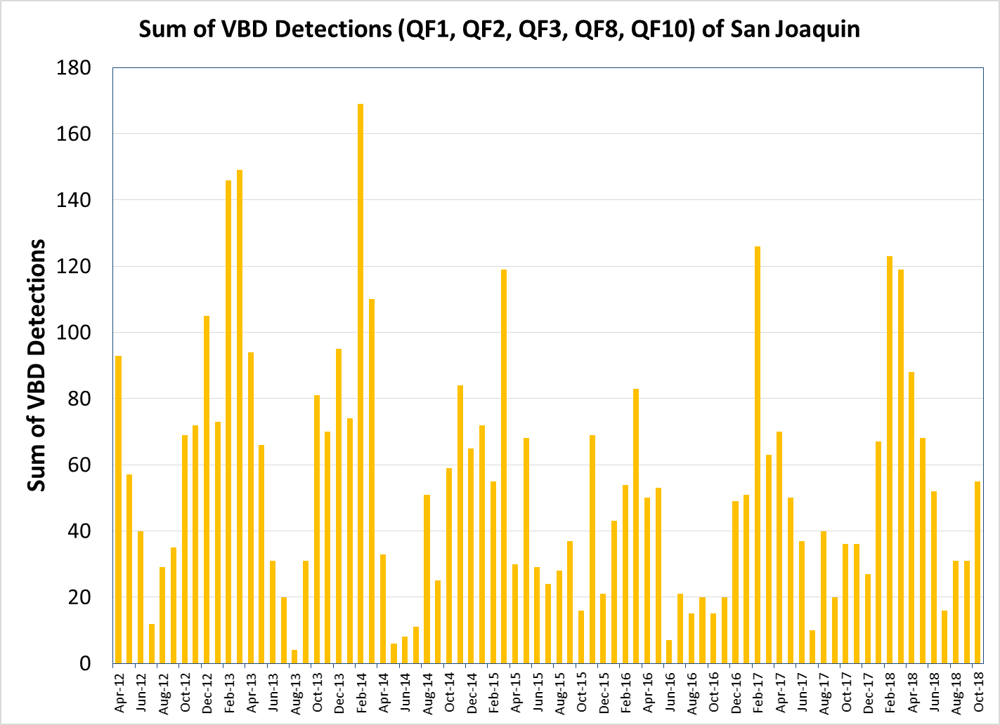 Sum of VBD Detections (QF1, QF2, QF3, QF8, QF10) of San Joaquin
Sum of VBD Detections
180
160
140
120
100
80
60
40
20
0
Apr-12
Jun-12
Aug-12
Oct-12
Dec-12
Feb-13
Apr-13
Jun-13
Aug-13
Oct-13
Dec-13
Feb-14
Apr-14
Jun-14
Aug-14
Oct-14
Dec-14
Feb-15
Apr-15
Jun-15
Aug-15
Oct-15
Dec-15
Feb-16
Apr-16
Jun-16
Aug-16
Oct-16
Dec-16
Feb-17
Apr-17
Jun-17
Aug-17
Oct-17
Dec-17
Feb-18
Apr-18
Jun-18
Aug-18
Oct-18